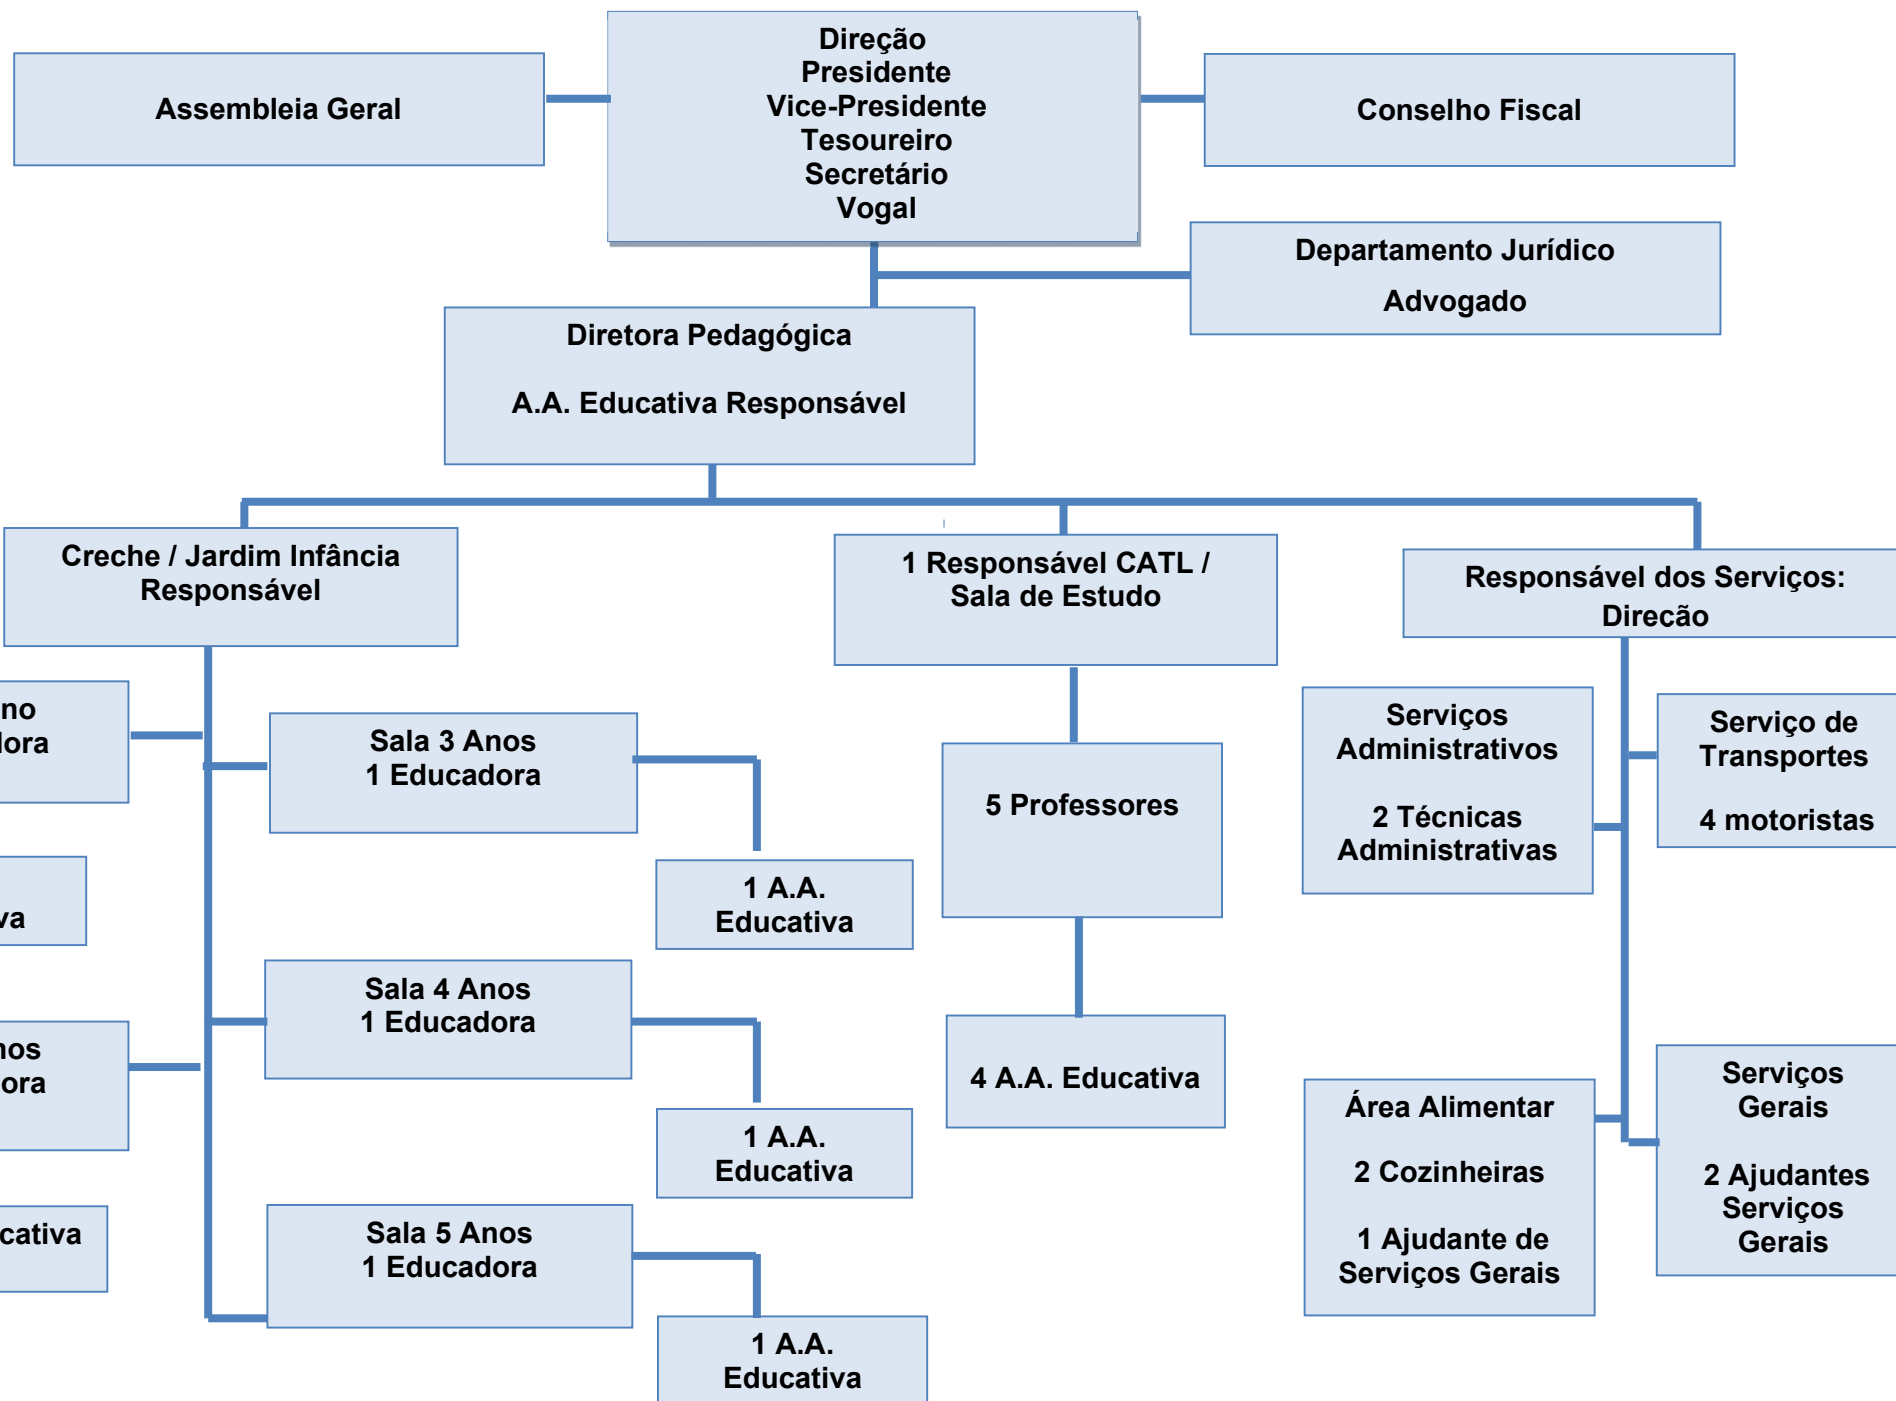 Assembleia Geral
Direção
Presidente
Vice-Presidente
Tesoureiro
Secretário
Vogal
Conselho Fiscal
Departamento Jurídico
Advogado
Diretora Pedagógica
A.A. Educativa Responsável
Creche / Jardim Infância
Responsável
Sala 3 Anos
1 Educadora
1 A.A.
Educativa
Sala 4 Anos
1 Educadora
1 A.A.
Educativa
Sala 5 Anos
1 Educadora
1 A.A.
Educativa
1 Responsável CATL /
Sala de Estudo
5 Professores
4 A.A. Educativa
Responsável dos Serviços:
Direcão
Serviços
Administrativos
2 Técnicas
Administrativas
Serviço de
Transportes
4 motoristas
Área Alimentar
2 Cozinheiras
1 Ajudante de
Serviços Gerais
Serviços
Gerais
2 Ajudantes
Serviços
Gerais